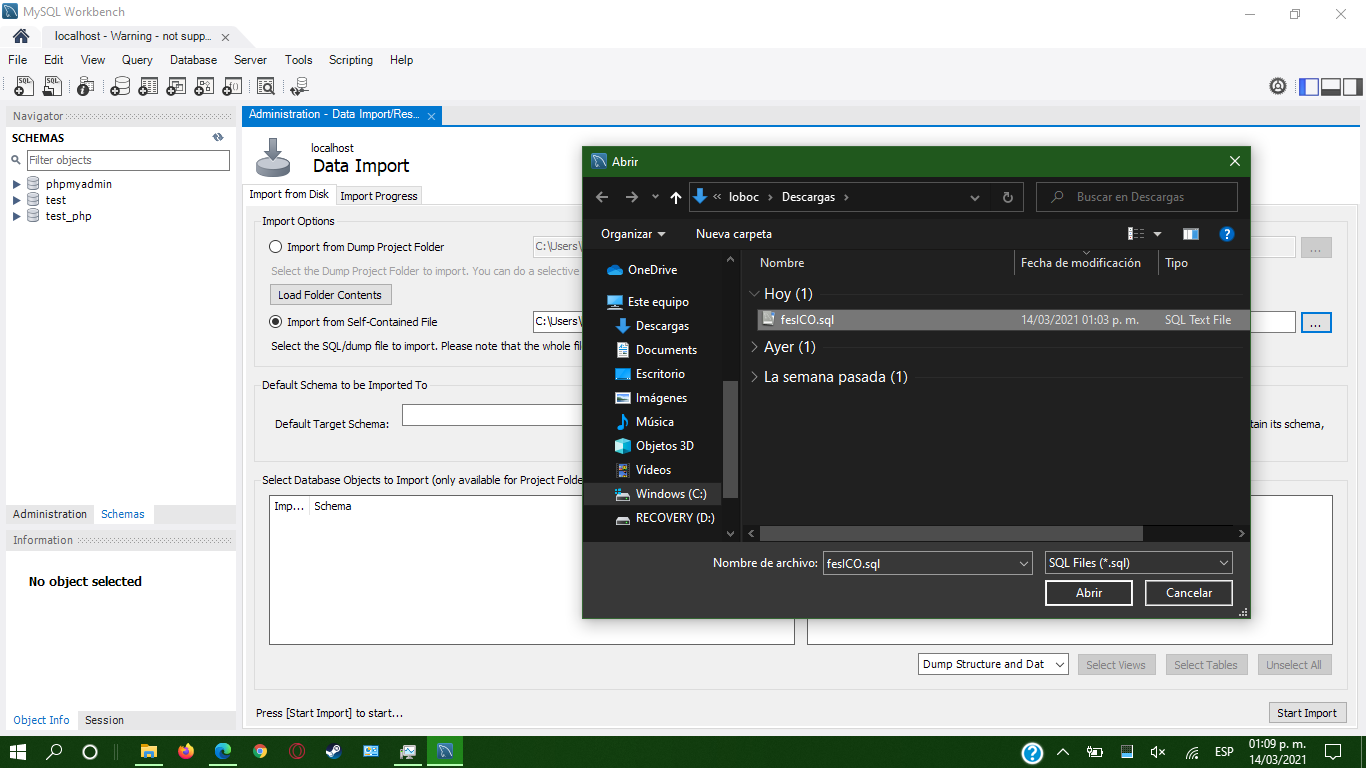 MySQL Workbench
localhost - Warning - not supp...
File Edit View Query Database Server Tools Scripting Help
Navigator
SCHEMAS
Filter objects
phpmyadmin
test
test_php
Administration Schemas
Information
No object selected
Object Info Session
Administration - Data Import/Res...
localhost
Data Import
Import from Disk Import Progress
Import Options
Import from Dump Project Folder
C:\Users\
...
Select the Dump Project Folder to import. You can do a selective
Load Folder Contents
Import from Self-Contained File
C:\Users\
...
Select the SQL/dump file to import. Please note that the whole file
Default Schema to be Imported To
Default Target Schema:
tain its schema,
Select Database Objects to Import (only available for Project Folde
Imp... Schema
Dump Structure and Dat Select Views Select Tables Unselect All
Press [Start Import] to start...
Start Import
Abrir
« loboc › Descargas ›
Buscar en Descargas
Organizar Nueva carpeta
OneDrive
Este equipo
Descargas
Documents
Escritorio
Imágenes
Música
Objetos 3D
Videos
Windows (C:)
RECOVERY (D:)
Nombre Fecha de modificación Tipo
Hoy (1)
fesICO.sql 14/03/2021 01:03 p. m. SQL Text File
Ayer (1)
La semana pasada (1)
Nombre de archivo: fesICO.sql SQL Files (*.sql)
Abrir Cancelar
ESP
01:09 p. m.
14/03/2021